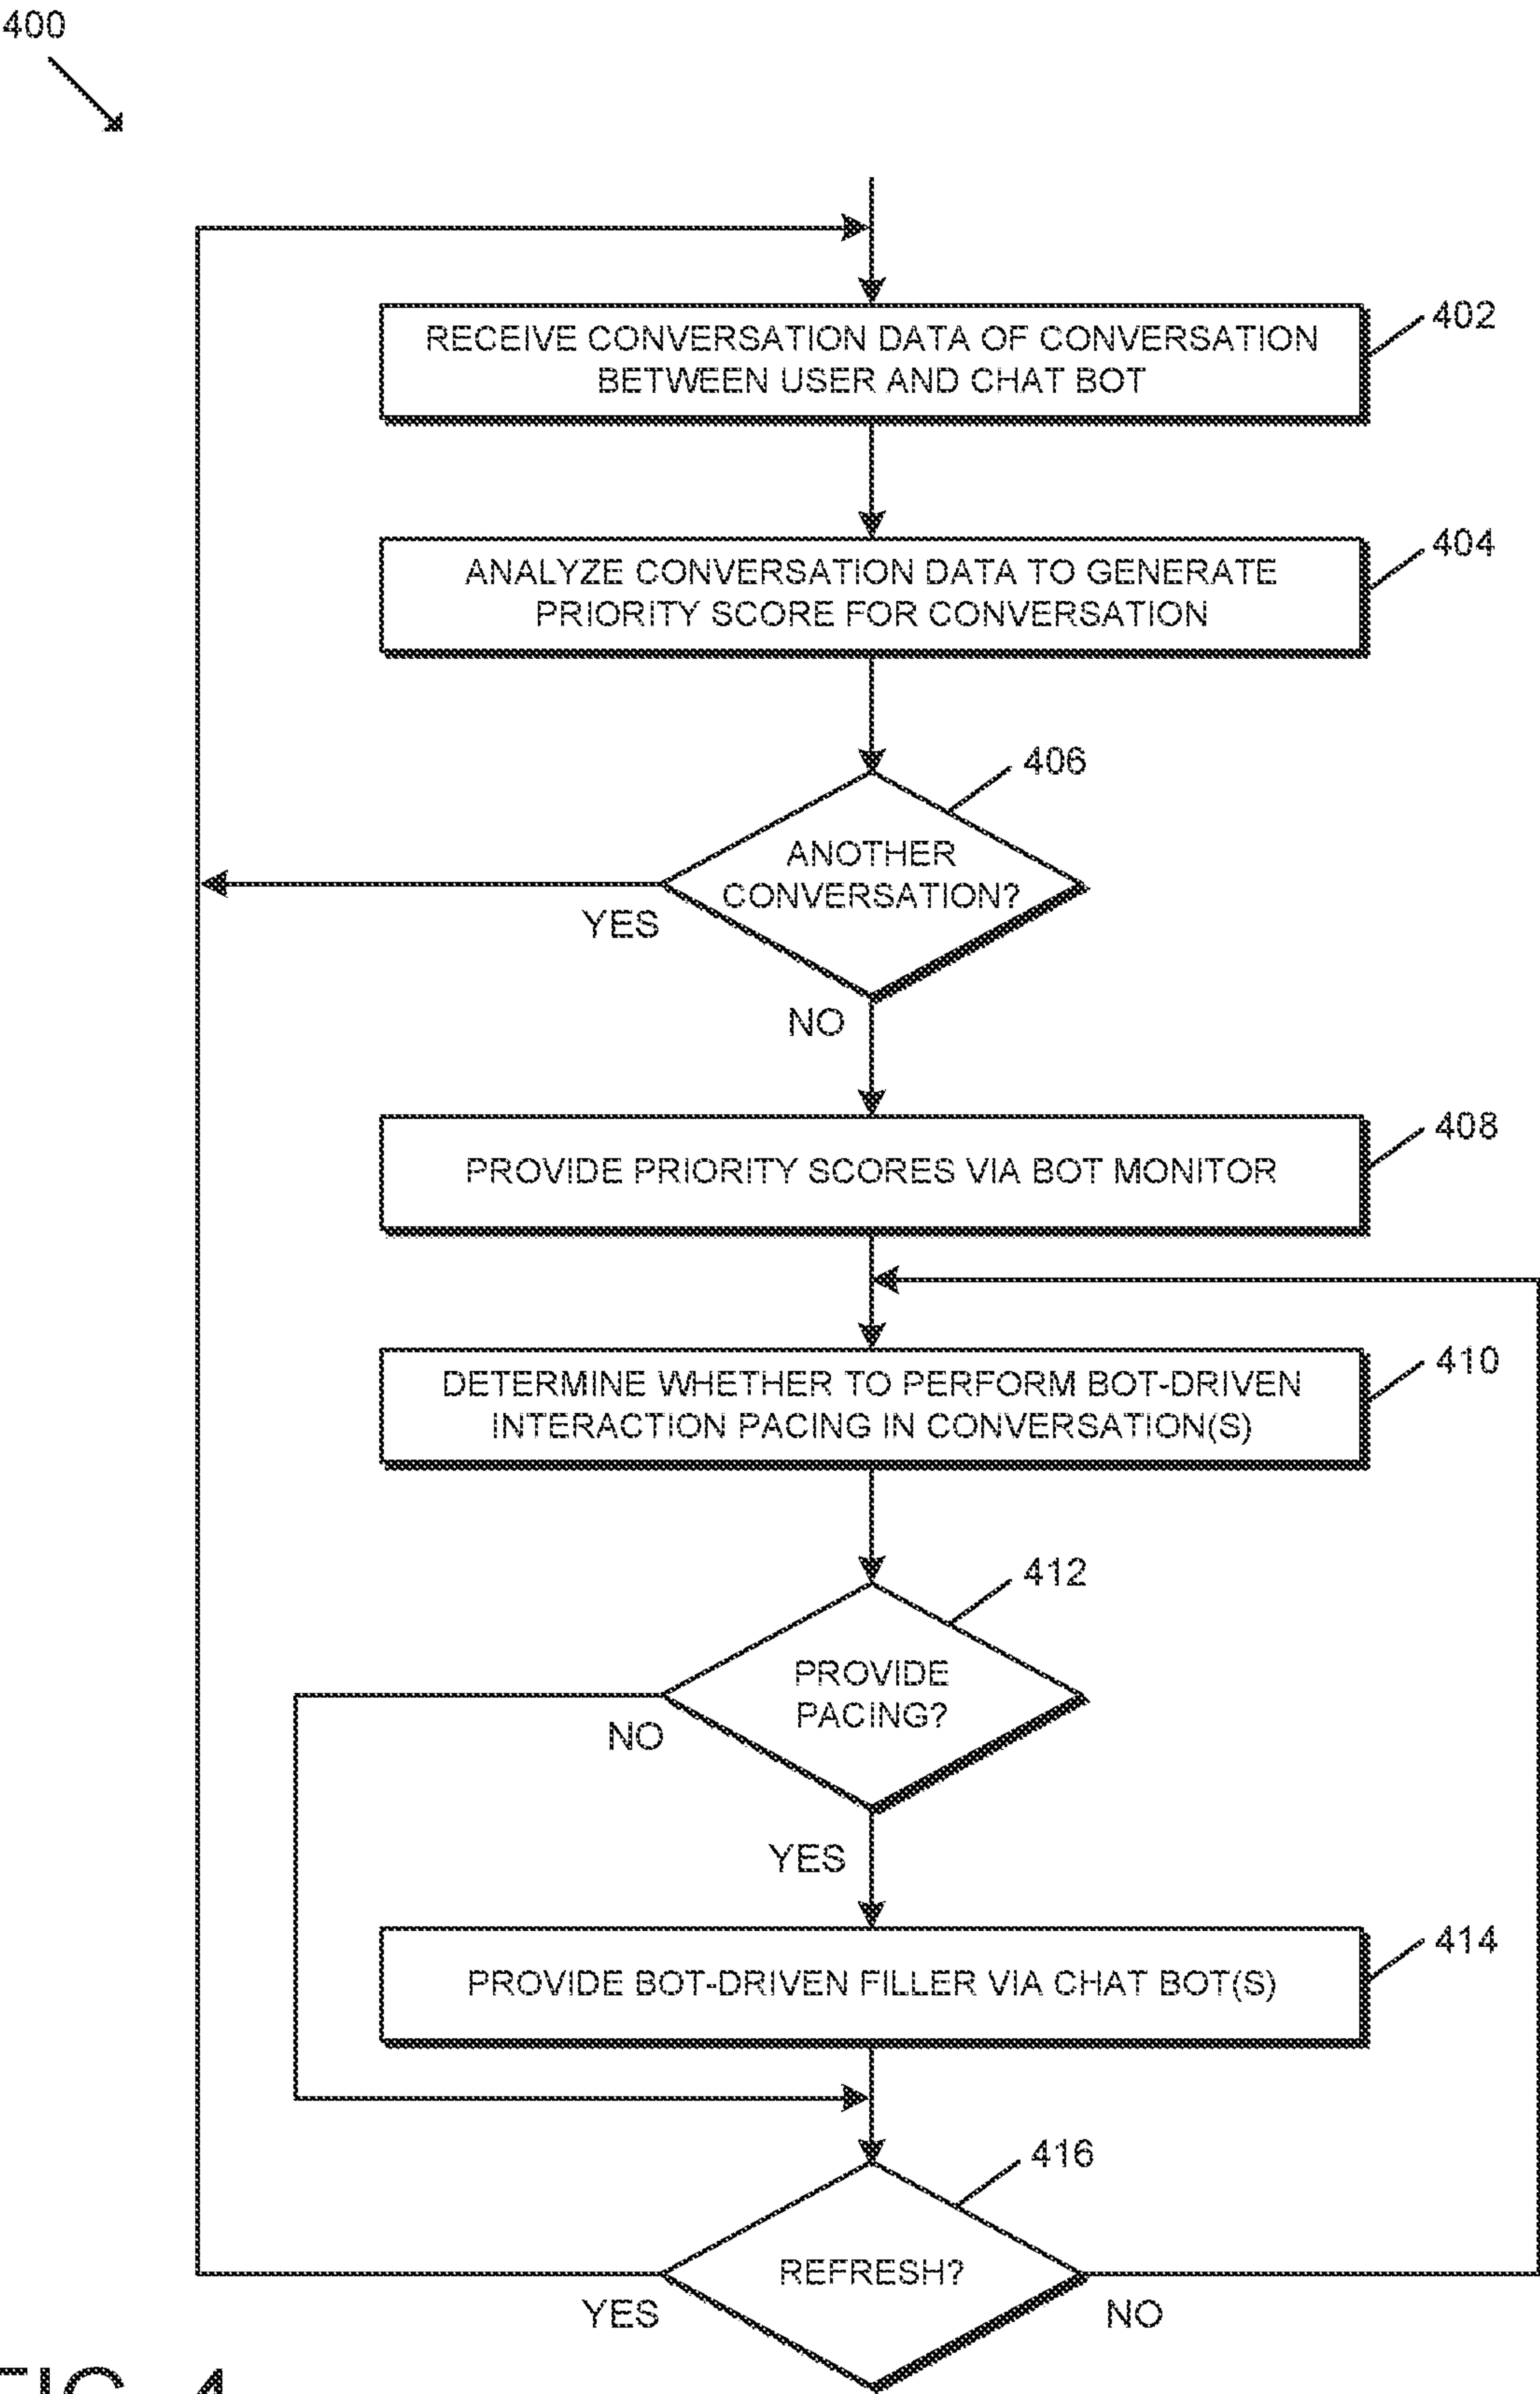 400
RECEIVE CONVERSATION DATA OF CONVERSATION
BETWEEN USER AND CHAT BOT
402
ANALYZE CONVERSATION DATA TO GENERATE
PRIORITY SCORE FOR CONVERSATION
404
406
ANOTHER
CONVERSATION?
YES
NO
PROVIDE PRIORITY SCORES VIA BOT MONITOR
408
DETERMINE WHETHER TO PERFORM BOT-DRIVEN
INTERACTION PACING IN CONVERSATION(S)
410
412
PROVIDE
PACING?
NO
YES
PROVIDE BOT-DRIVEN FILLER VIA CHAT BOT(S)
414
416
REFRESH?
YES
NO
FIG. 4